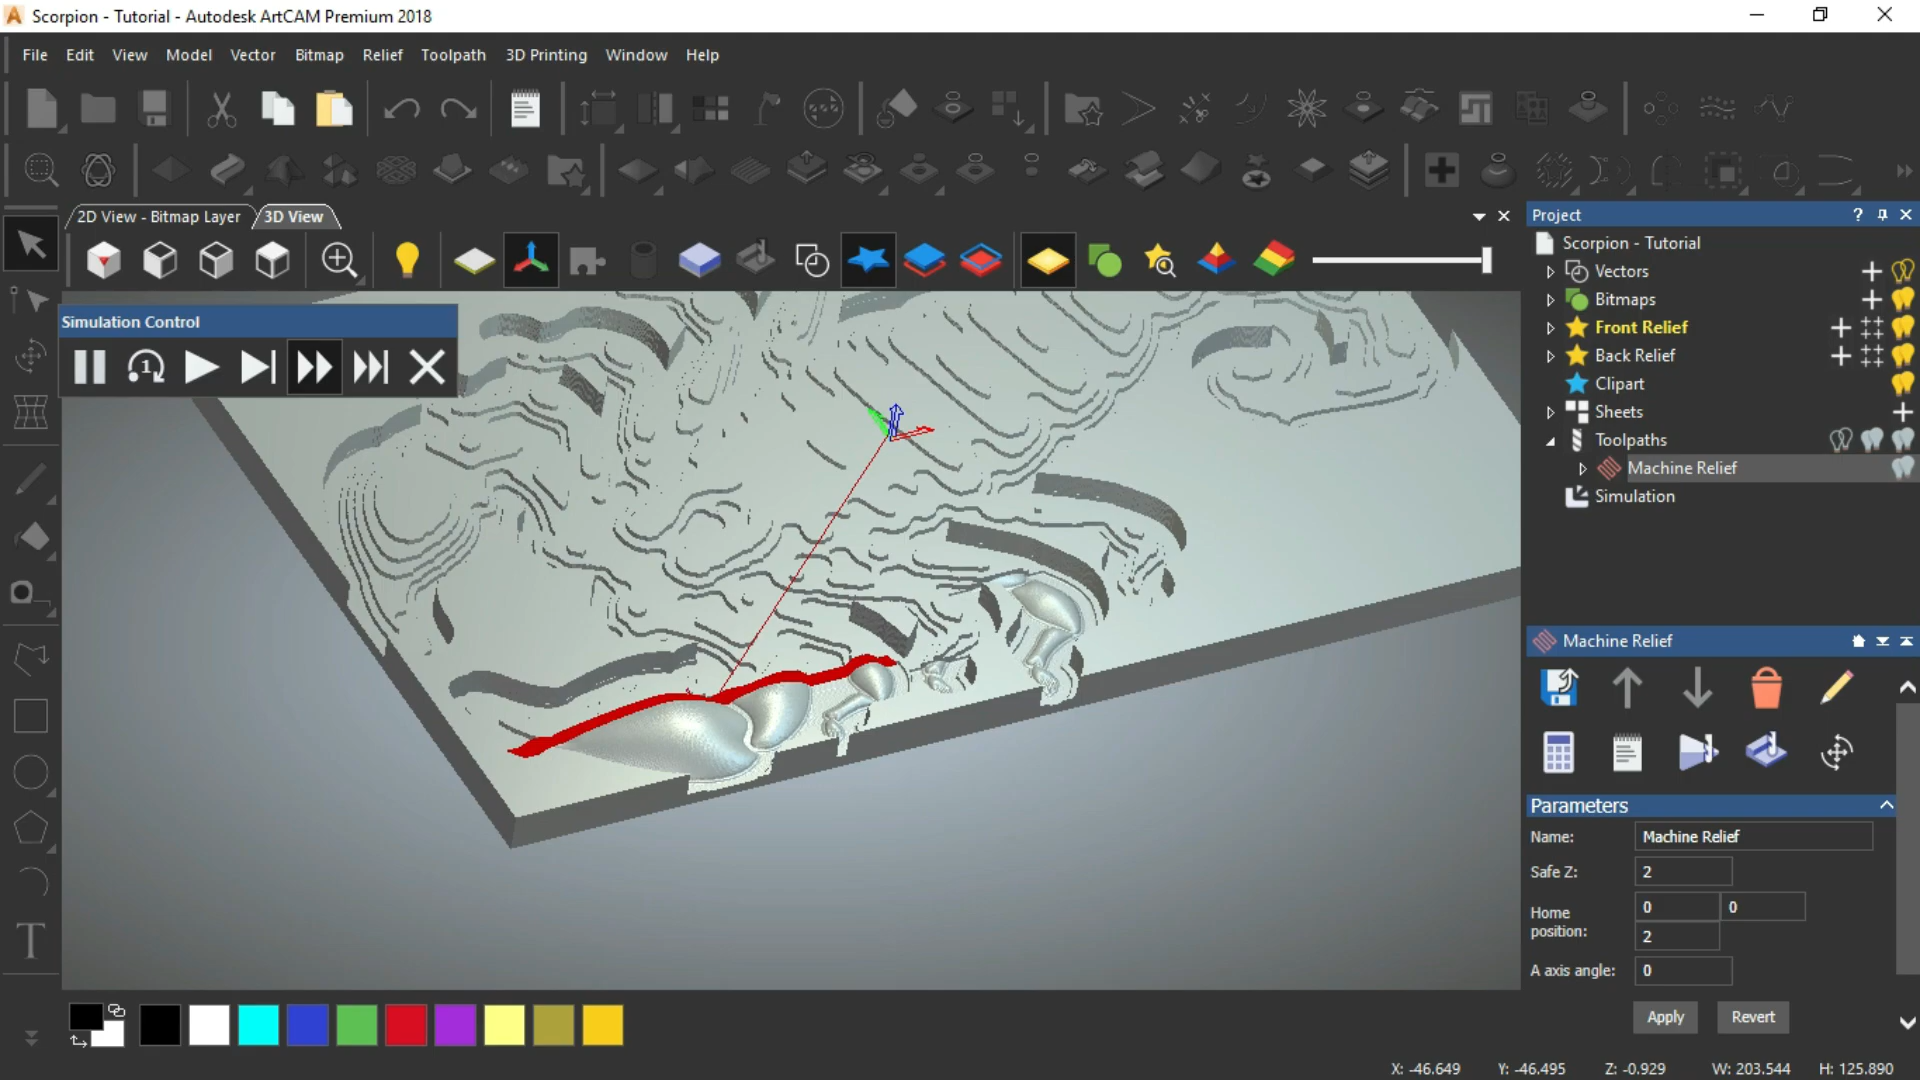 Scorpion - Tutorial - Autodesk ArtCAM Premium 2018
File Edit View Model Vector Bitmap Relief Toolpath 3D Printing Window Help
2D View - Bitmap Layer 3D View
Simulation Control
1
Project ?
Scorpion - Tutorial
Vectors
Bitmaps
Front Relief
Back Relief
Clipart
Sheets
Toolpaths
Machine Relief
Simulation
Machine Relief
Parameters
Name: Machine Relief
Safe Z: 2
Home position: 0 0
2
A axis angle: 0
Apply Revert
T
X: -46.649 Y: -46.495 Z: -0.929 W: 203.544 H: 125.890